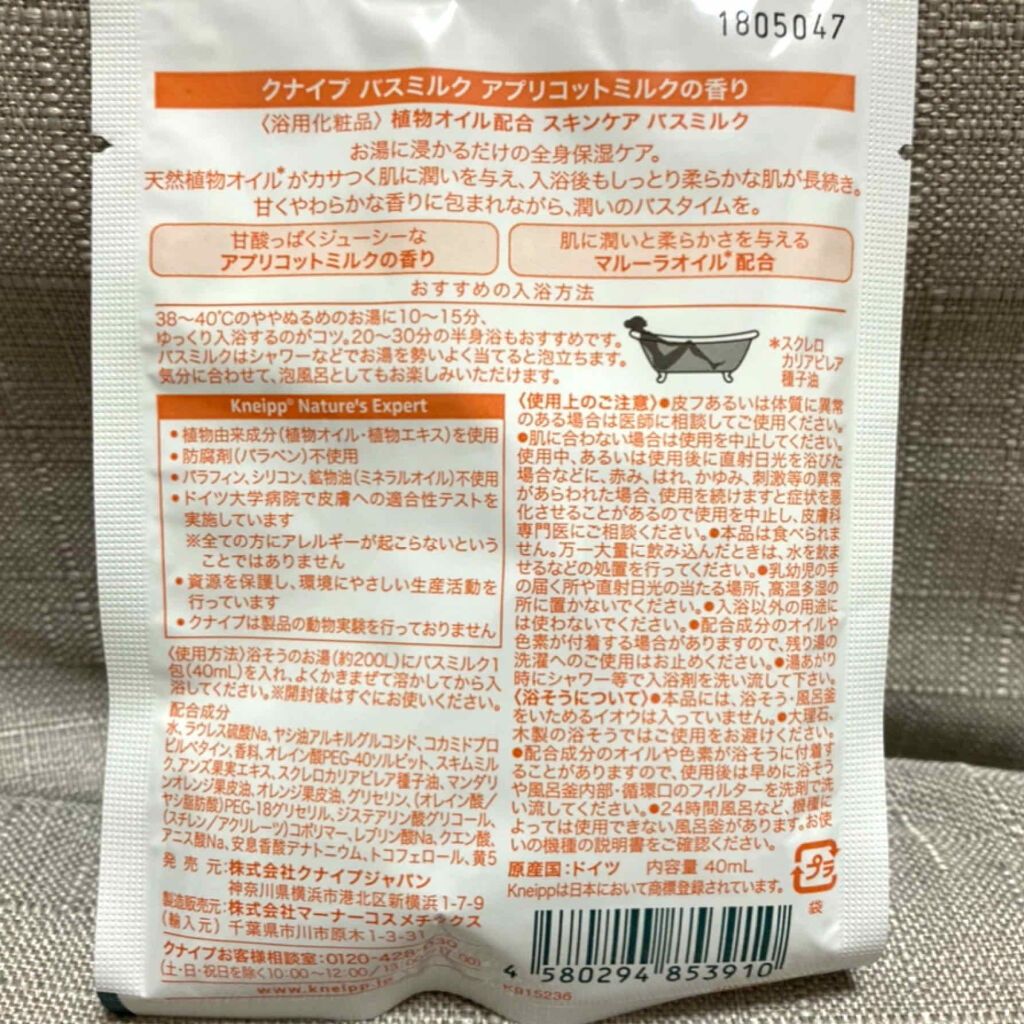 1805047
クナイプ バスミルク アプリコットミルクの香り
〈浴用化粧品〉植物オイル配合 スキンケア バスミルク
お湯に浸かるだけの全身保湿ケア。
天然植物オイル*がカサつく肌に潤いを与え、入浴後もしっとり柔らかな肌が長続き。
甘くやわらかな香りに包まれながら、潤いのバスタイムを。
甘酸っぱくジューシーな
アプリコットミルクの香り
肌に潤いと柔らかさを与える
マルーラオイル*配合
おすすめの入浴方法
38〜40℃のややぬるめのお湯に10〜15分、
ゆっくり入浴するのがコツ。20〜30分の半身浴もおすすめです。
バスミルクはシャワーなどでお湯を勢いよく当てると泡立ちます。
気分に合わせて、泡風呂としてもお楽しみいただけます。
*スクレロ
カリアビレア
種子油
Kneipp® Nature's Expert
●植物由来成分(植物オイル・植物エキス)を使用
●防腐剤(パラベン)不使用
●パラフィン、シリコン、鉱物油(ミネラルオイル)不使用
●ドイツ大学病院で皮膚への適合性テストを
実施しています
※全ての方にアレルギーが起こらないという
ことではありません
●資源を保護し、環境にやさしい生産活動を
行っています
●クナイプは製品の動物実験を行っておりません
〈使用方法〉浴そうのお湯(約200L)にバスミルク1
包(40mL)を入れ、よくかきまぜて溶かしてから入
浴してください。※開封後はすぐにお使いください。
配合成分
水、ラウレス硫酸Na、ヤシ油アルキルグルコシド、コカミドプロ
ピルベタイン、香料、オレイン酸PEG-40ソルビット、スキムミル
ク、アンズ果実エキス、スクレロカリアビレア種子油、マンダリ
ンオレンジ果皮油、オレンジ果皮油、グリセリン、(オレイン酸/
ヤシ脂肪酸)PEG-18グリセリル、ジステアリン酸グリコール、
(スチレン/アクリレーツ)コポリマー、レブリン酸Na、クエン酸、
アニス酸Na、安息香酸デナトニウム、トコフェロール、黄5
発売元:株式会社クナイプジャパン
神奈川県横浜市港北区新横浜1-7-9
製造販売元:株式会社マーナーコスメチックス
(輸入元) 千葉県市川市原木1-3-31
クナイプお客様相談室:0120-428-030
(土・日・祝日を除く10:00〜12:00/13:00
www.kneipp.jp
〈使用上のご注意〉●皮フあるいは体質に異常
のある場合は医師に相談してご使用ください。
●肌に合わない場合は使用を中止してください。
使用中、あるいは使用後に直射日光を浴びた
場合などに、赤み、はれ、かゆみ、刺激等の異常
があらわれた場合、使用を続けますと症状を悪
化させることがあるので使用を中止し、皮膚科
専門医にご相談ください。●本品は食べられま
せん。万一大量に飲み込んだときは、水を飲ま
せるなどの処置を行ってください。●乳幼児の手
の届く所や直射日光の当たる場所、高温多湿の
所に置かないでください。●入浴以外の用途に
は使わないでください。●配合成分のオイルや
色素が付着する場合がありますので、残り湯の
洗濯へのご使用はお止めください。●湯あがり
時にシャワー等で入浴剤を洗い流して下さい。
〈浴そうについて〉●本品には、浴そう・風呂釜
をいためるイオウは入っていません。●大理石、
木製の浴そうではご使用をお避けください。
●配合成分のオイルや色素が浴そうに付着す
ることがありますので、使用後は早めに浴そう
や風呂釜内部・循環口のフィルターを洗剤で洗
い流してください。●24時間風呂など、機種に
よっては使用できない風呂釜があります。お使
いの機種の説明書をご確認ください。
原産国:ドイツ 内容量 40mL
Kneippは日本において商標登録されています。
プラ
袋
4 580294 853910
KB15236